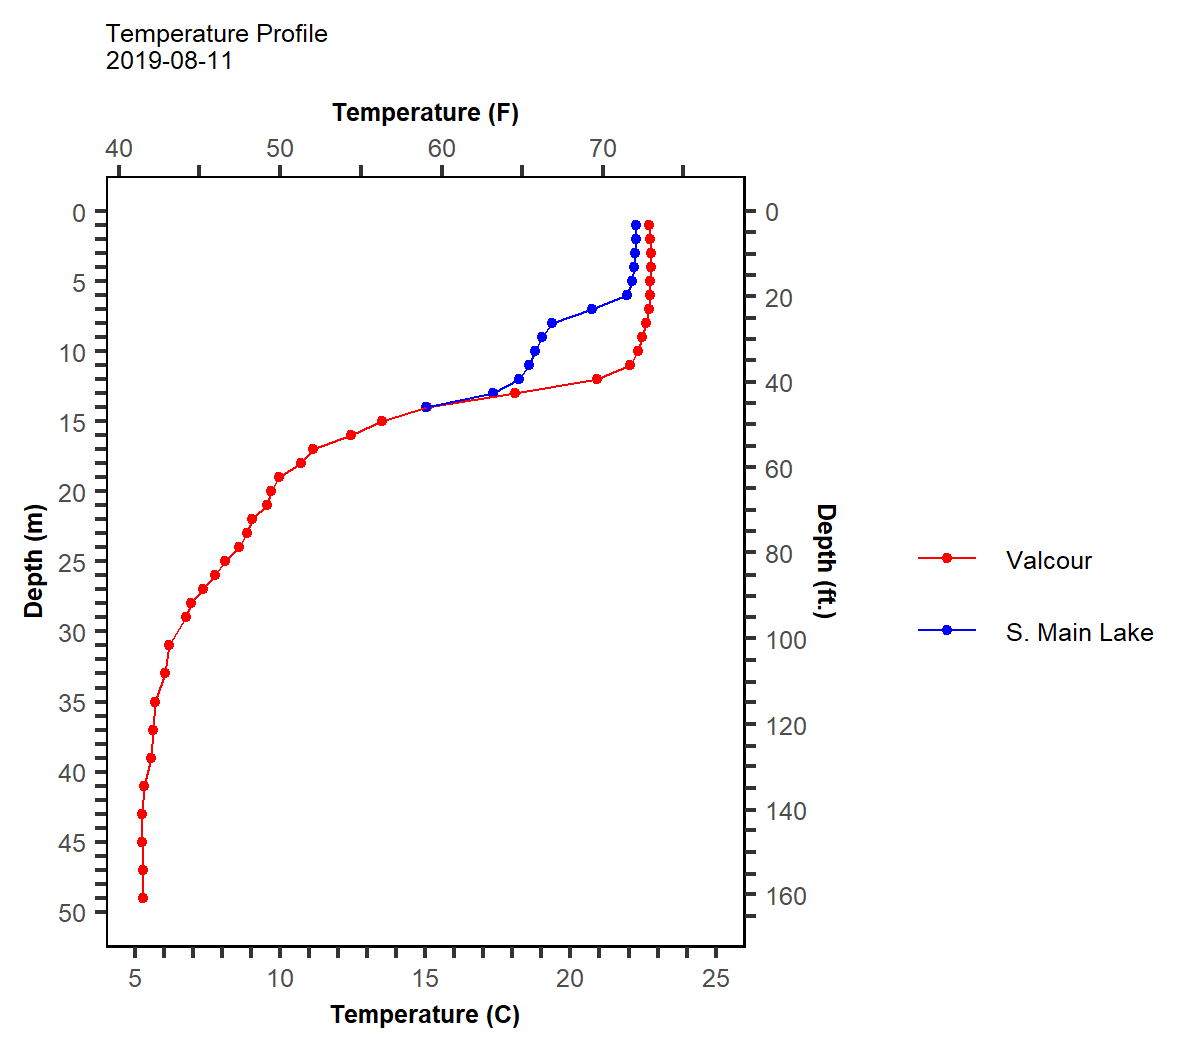 Temperature Profile
2019-08-11
Temperature (F)
40 50 60 70
0
5
10
15
20
25
30
35
40
45
50
Depth (m)
0
20
40
60
80
100
120
140
160
Depth (ft.)
Valcour
S. Main Lake
5 10 15 20 25
Temperature (C)